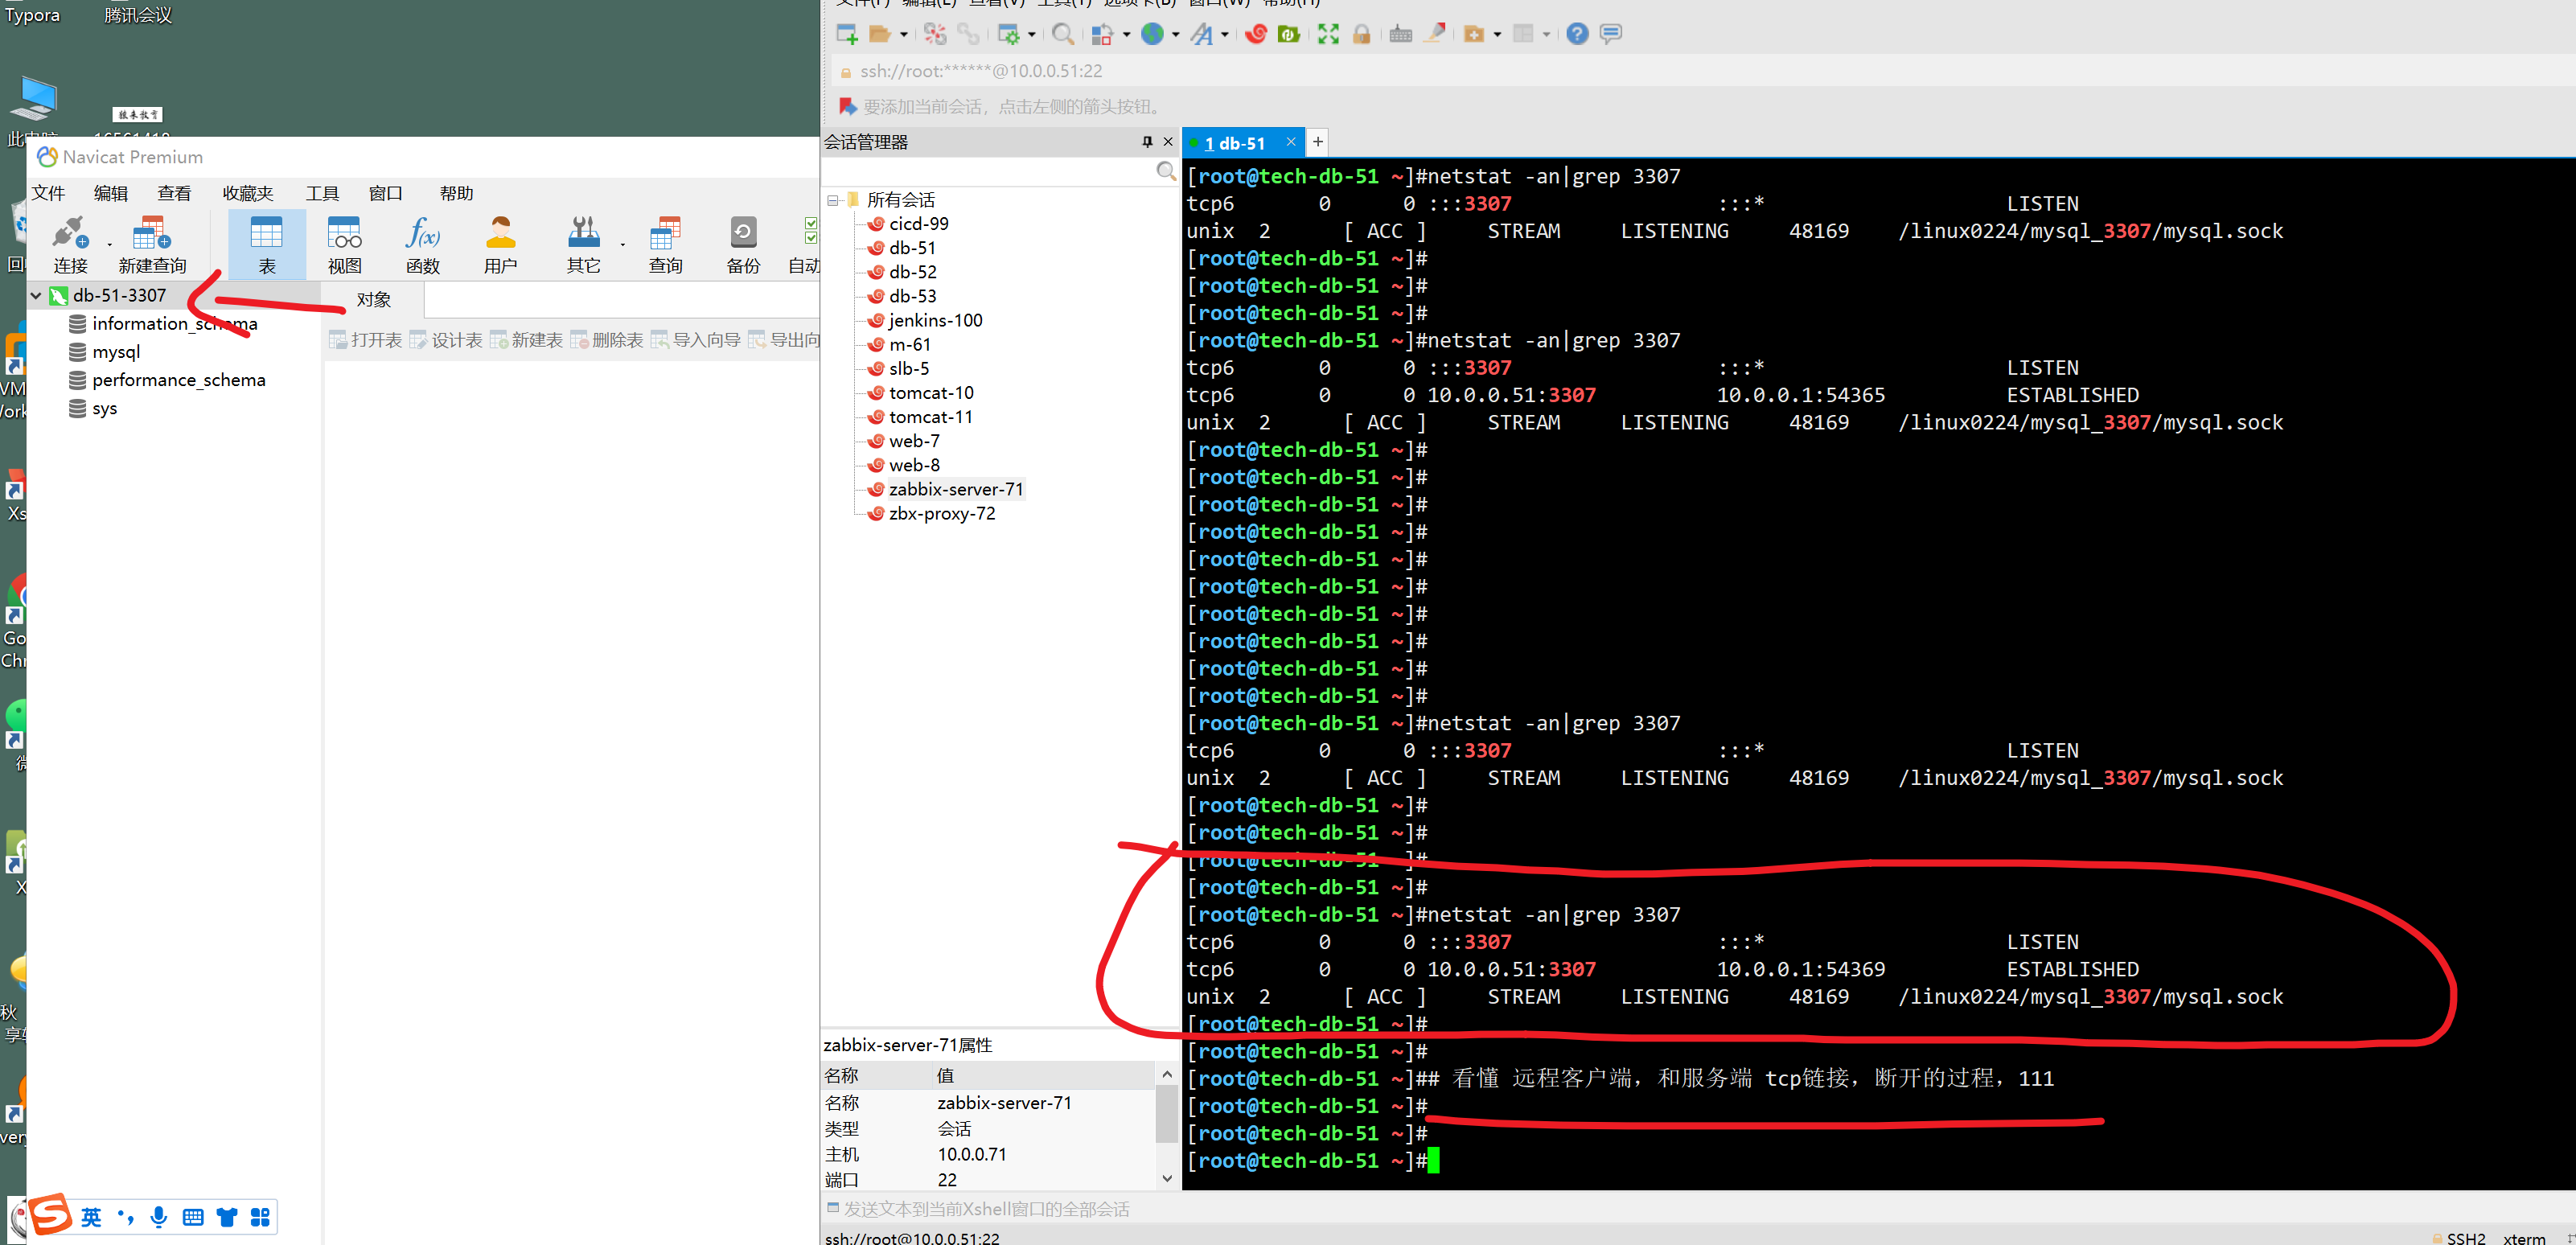 Typora
腾讯会议
Navicat Premium
文件 编辑 查看 收藏夹 工具 窗口 帮助
连接 新建查询 表 视图 函数 用户 其它 查询 备份 自动
db-51-3307
对象
information_schema
mysql
performance_schema
sys
打开表 设计表 新建表 删除表 导入向导 导出向
英
ssh://root:******@10.0.0.51:22
要添加当前会话，点击左侧的箭头按钮。
会话管理器
所有会话
cicd-99
db-51
db-52
db-53
jenkins-100
m-61
slb-5
tomcat-10
tomcat-11
web-7
web-8
zabbix-server-71
zbx-proxy-72
zabbix-server-71属性
名称 值
名称 zabbix-server-71
类型 会话
主机 10.0.0.71
端口 22
1 db-51
[root@tech-db-51 ~]#netstat -an|grep 3307
tcp6 0 0 :::3307 :::* LISTEN
unix 2 [ ACC ] STREAM LISTENING 48169 /linux0224/mysql_3307/mysql.sock
[root@tech-db-51 ~]#
[root@tech-db-51 ~]#
[root@tech-db-51 ~]#
[root@tech-db-51 ~]#netstat -an|grep 3307
tcp6 0 0 :::3307 :::* LISTEN
tcp6 0 0 10.0.0.51:3307 10.0.0.1:54365 ESTABLISHED
unix 2 [ ACC ] STREAM LISTENING 48169 /linux0224/mysql_3307/mysql.sock
[root@tech-db-51 ~]#
[root@tech-db-51 ~]#
[root@tech-db-51 ~]#
[root@tech-db-51 ~]#
[root@tech-db-51 ~]#
[root@tech-db-51 ~]#
[root@tech-db-51 ~]#
[root@tech-db-51 ~]#
[root@tech-db-51 ~]#
[root@tech-db-51 ~]#
[root@tech-db-51 ~]#netstat -an|grep 3307
tcp6 0 0 :::3307 :::* LISTEN
unix 2 [ ACC ] STREAM LISTENING 48169 /linux0224/mysql_3307/mysql.sock
[root@tech-db-51 ~]#
[root@tech-db-51 ~]#
[root@tech-db-51 ~]#
[root@tech-db-51 ~]#
[root@tech-db-51 ~]#netstat -an|grep 3307
tcp6 0 0 :::3307 :::* LISTEN
tcp6 0 0 10.0.0.51:3307 10.0.0.1:54369 ESTABLISHED
unix 2 [ ACC ] STREAM LISTENING 48169 /linux0224/mysql_3307/mysql.sock
[root@tech-db-51 ~]#
[root@tech-db-51 ~]#
[root@tech-db-51 ~]## 看懂 远程客户端，和服务端 tcp链接，断开的过程，111
[root@tech-db-51 ~]#
[root@tech-db-51 ~]#
[root@tech-db-51 ~]#
发送文本到当前Xshell窗口的全部会话
ssh://root@10.0.0.51:22
SSH2 xterm